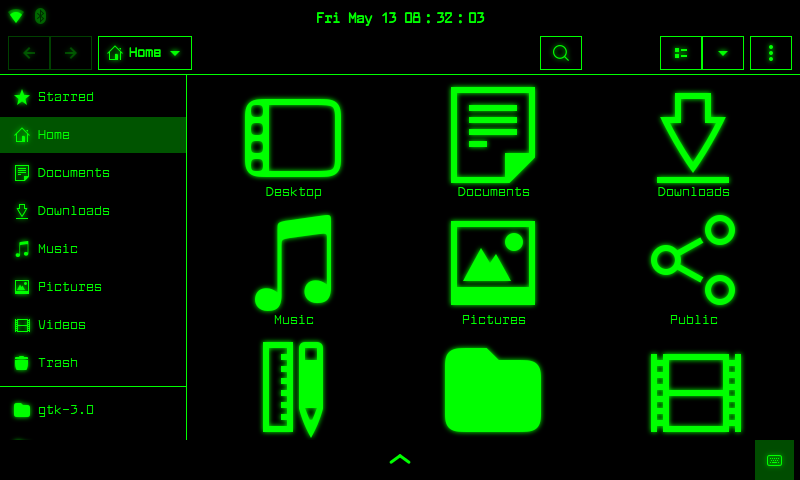 Fri May 13 08:32:03
Home
Starred
Home
Documents
Downloads
Music
Pictures
Videos
Trash
gtk-3.0
Desktop
Documents
Downloads
Music
Pictures
Public